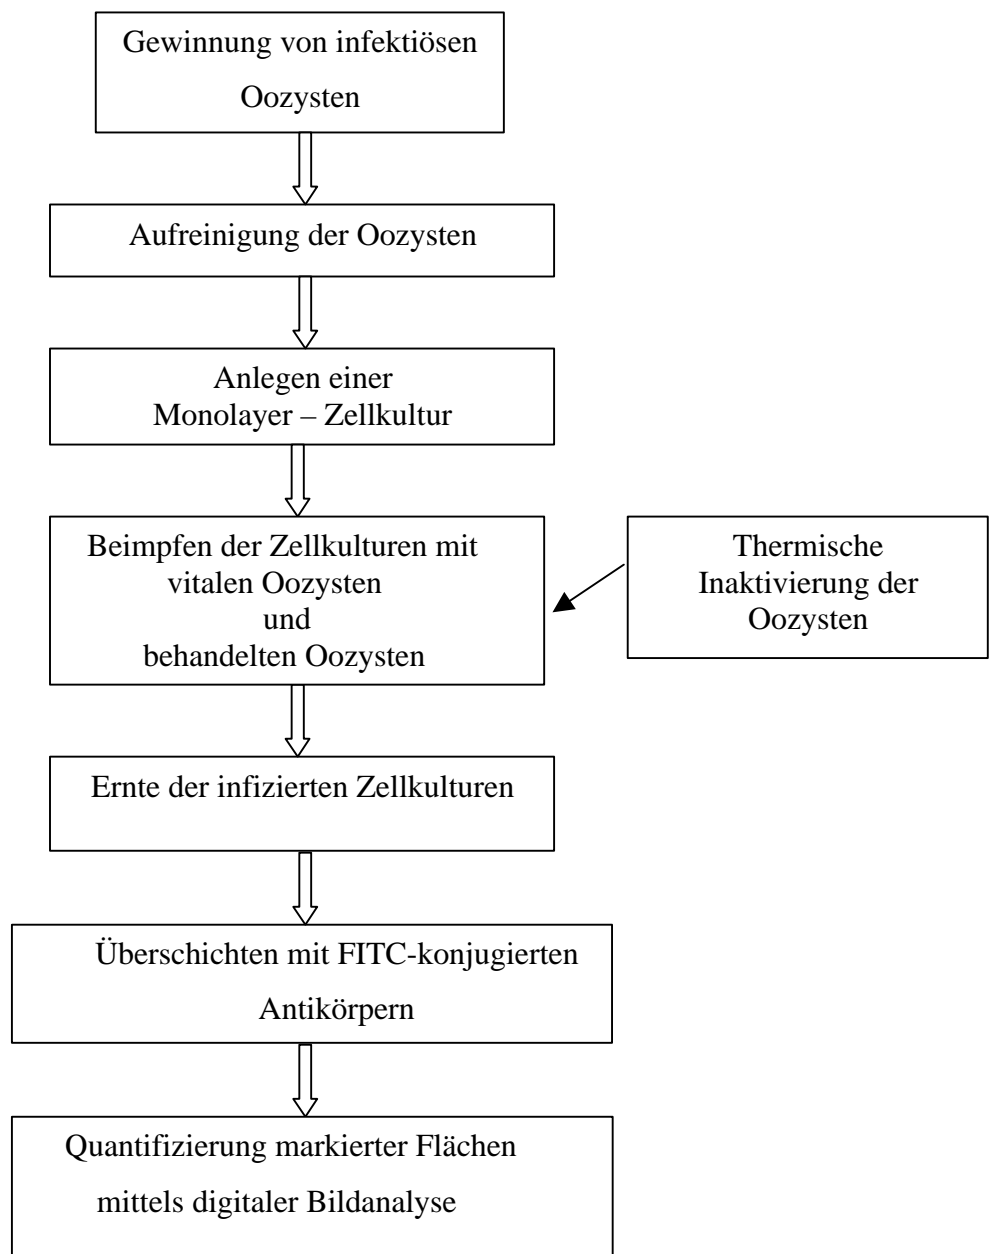 Gewinnung von infektiösen
Oozysten
Aufreinigung der Oozysten
Anlegen einer
Monolayer – Zellkultur
Beimpfen der Zellkulturen mit
vitalen Oozysten
und
behandelten Oozysten
Thermische
Inaktivierung der
Oozysten
Ernte der infizierten Zellkulturen
Überschichten mit FITC-konjugierten
Antikörpern
Quantifizierung markierter Flächen
mittels digitaler Bildanalyse